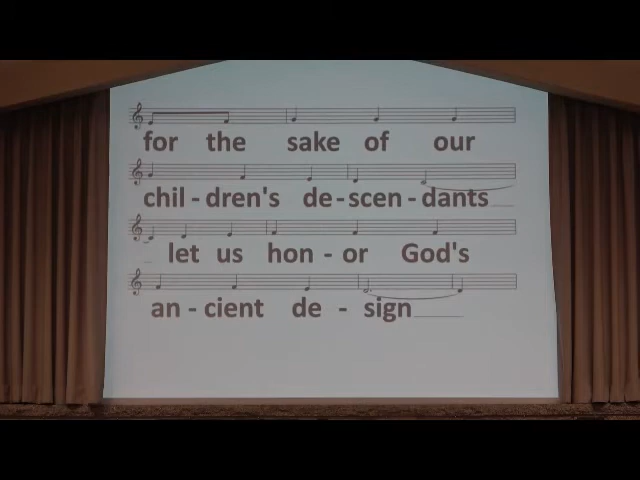 for the sake of our
chil - dren's de - scen - dants
let us hon - or God's
an - cient de - sign